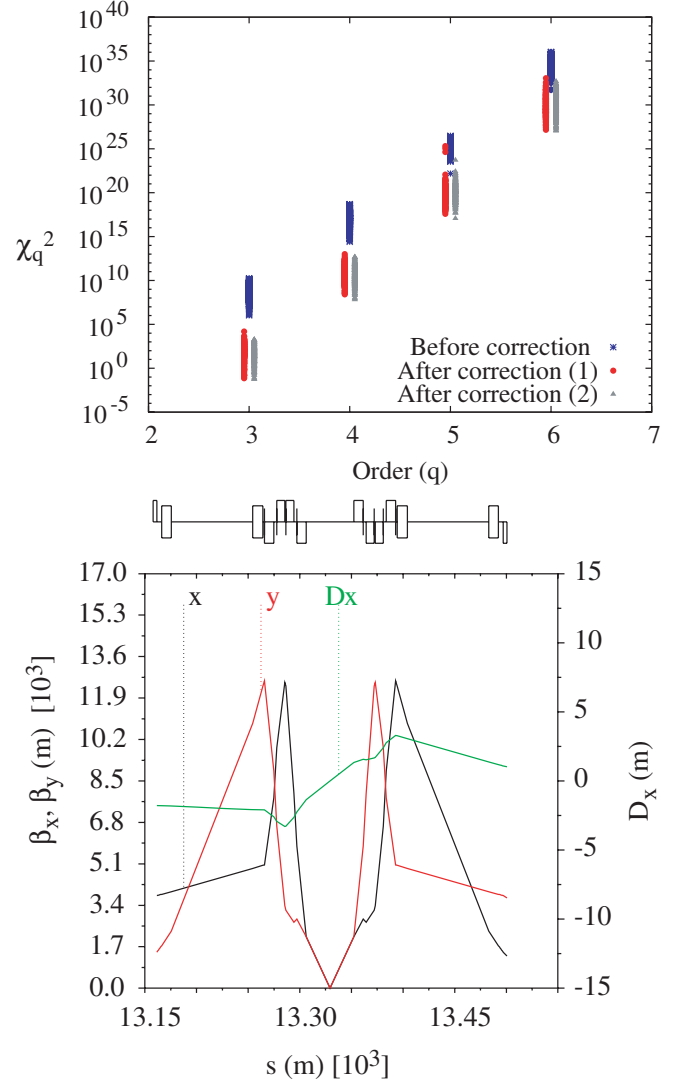 10^40
10^35
10^30
10^25
10^20
χ_q^2
10^15
10^10
10^5
10^0
10^-5
Before correction
After correction (1)
After correction (2)
2 3 4 5 6 7
Order (q)
17.0
15.3
13.6
11.9
10.2
8.5
6.8
5.1
3.4
1.7
0.0
β_x, β_y (m) [10^3]
x y Dx
15
10
5
0
-5
-10
-15
D_x (m)
13.15 13.30 13.45
s (m) [10^3]